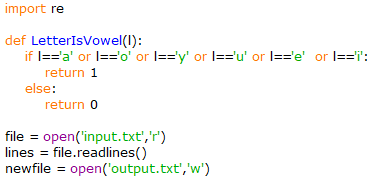 import re
def LetterIsVowel(l):
if l=='a' or l=='o' or l=='y' or l=='u' or l=='e'  or l=='i':
return 1
else:
return 0
file = open('input.txt','r')
lines = file.readlines()
newfile = open('output.txt','w')